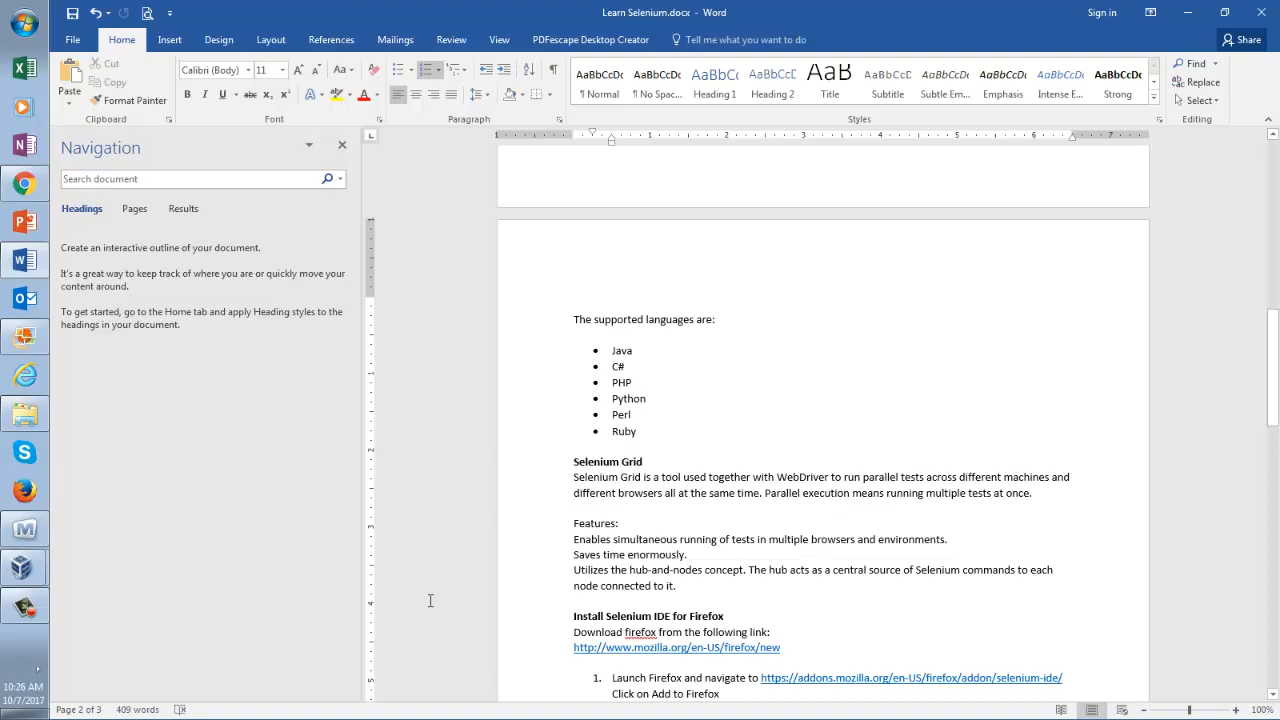 Learn Selenium.docx - Word
Sign in
File Home Insert Design Layout References Mailings Review View PDFescape Desktop Creator Tell me what you want to do Share
Paste
Cut
Copy
Format Painter
Clipboard
Calibri (Body) 11
Font
Paragraph
AaBbCcDc AaBbCcDc AaBbCc AaBbCcD AaB AaBbCcD AaBbCcDc AaBbCcDc AaBbCcDc AaBbCcDc
¶ Normal ¶ No Spac... Heading 1 Heading 2 Title Subtitle Subtle Em... Emphasis Intense E... Strong
Styles
Find
Replace
Select
Editing
Navigation
Search document
Headings Pages Results
Create an interactive outline of your document.
It's a great way to keep track of where you are or quickly move your
content around.
To get started, go to the Home tab and apply Heading styles to the
headings in your document.
The supported languages are:
• Java
• C#
• PHP
• Python
• Perl
• Ruby
Selenium Grid
Selenium Grid is a tool used together with WebDriver to run parallel tests across different machines and
different browsers all at the same time. Parallel execution means running multiple tests at once.
Features:
Enables simultaneous running of tests in multiple browsers and environments.
Saves time enormously.
Utilizes the hub-and-nodes concept. The hub acts as a central source of Selenium commands to each
node connected to it.
Install Selenium IDE for Firefox
Download firefox from the following link:
http://www.mozilla.org/en-US/firefox/new
1. Launch Firefox and navigate to https://addons.mozilla.org/en-US/firefox/addon/selenium-ide/
Click on Add to Firefox
10:26 AM
10/7/2017
Page 2 of 3 409 words
100%